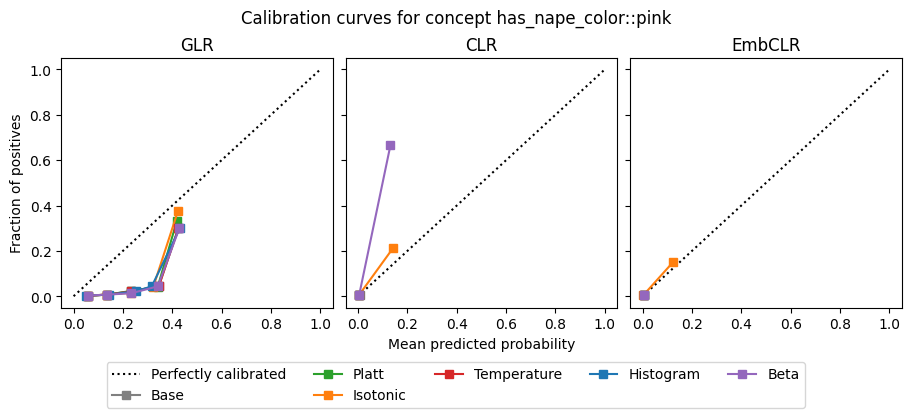 Calibration curves for concept has_nape_color::pink
GLR
CLR
EmbCLR
Fraction of positives
1.0
0.8
0.6
0.4
0.2
0.0
0.0 0.2 0.4 0.6 0.8 1.0
0.0 0.2 0.4 0.6 0.8 1.0
0.0 0.2 0.4 0.6 0.8 1.0
Mean predicted probability
Perfectly calibrated
Base
Platt
Isotonic
Temperature
Histogram
Beta